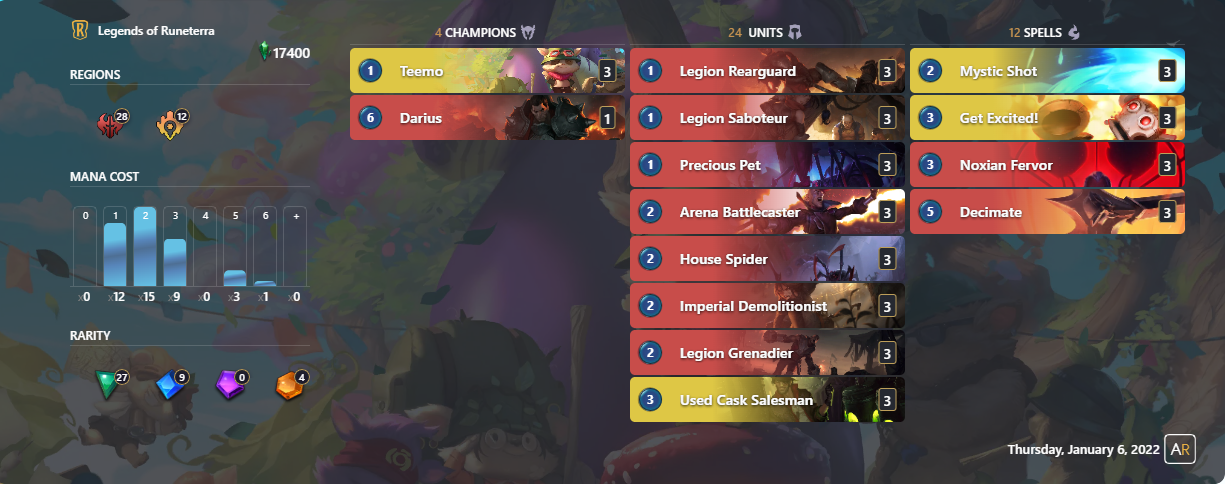 R Legends of Runeterra
17400
REGIONS
28 12
MANA COST
0 1 2 3 4 5 6 +
x0 x12 x15 x9 x0 x3 x1 x0
RARITY
27 9 0 4
4 CHAMPIONS
1 Teemo 3
6 Darius 1
24 UNITS
1 Legion Rearguard 3
1 Legion Saboteur 3
1 Precious Pet 3
2 Arena Battlecaster 3
2 House Spider 3
2 Imperial Demolitionist 3
2 Legion Grenadier 3
3 Used Cask Salesman 3
12 SPELLS
2 Mystic Shot 3
3 Get Excited! 3
3 Noxian Fervor 3
5 Decimate 3
Thursday, January 6, 2022 AR